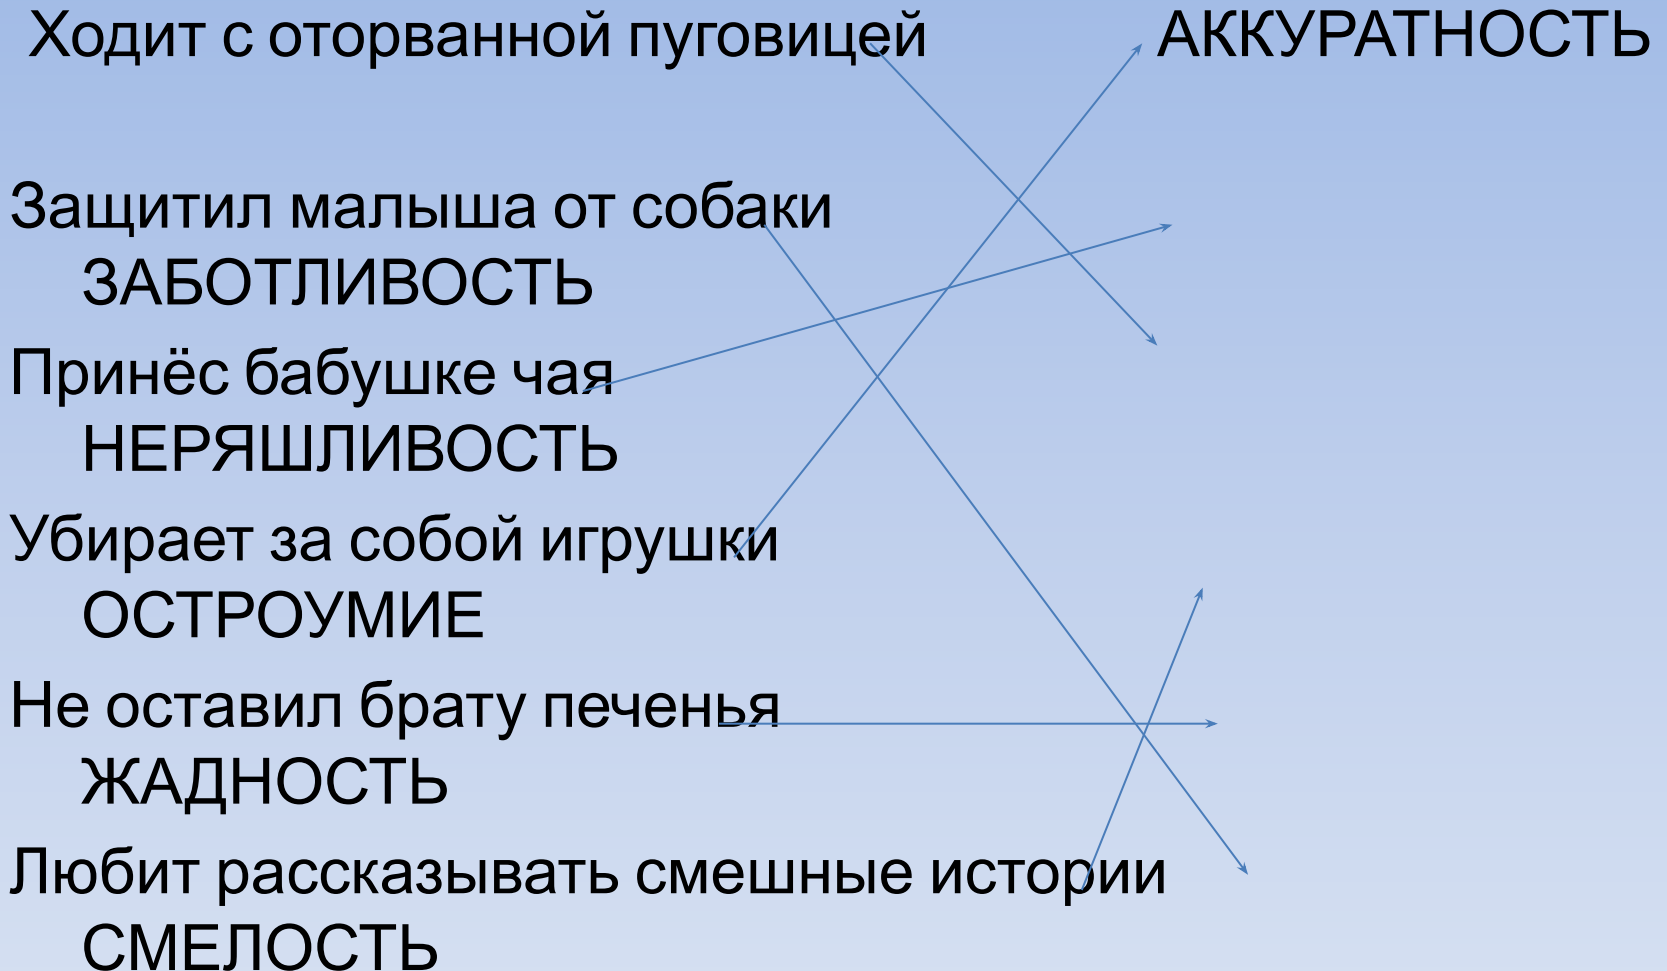 Ходит с оторванной пуговицей АККУРАТНОСТЬ
Защитил малыша от собаки
ЗАБОТЛИВОСТЬ
Принёс бабушке чая
НЕРЯШЛИВОСТЬ
Убирает за собой игрушки
ОСТРОУМИЕ
Не оставил брату печенья
ЖАДНОСТЬ
Любит рассказывать смешные истории
СМЕЛОСТЬ